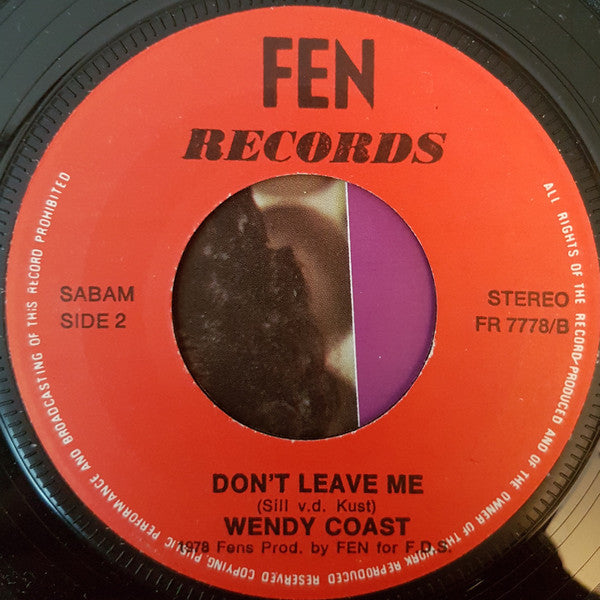 FEN
RECORDS
SABAM
SIDE 2
STEREO
FR 7778/B
DON'T LEAVE ME
(Sill v.d. Kust)
WENDY COAST
1978 Fens Prod. by FEN for F.D.S.
ALL RIGHTS OF THE RECORD-PRODUCED AND OF THE OWNER OF THE WORK REPRODUCED RESERVED COPYING, PUBLIC PERFORMANCE AND BROADCASTING OF THIS RECORD PROHIBITED